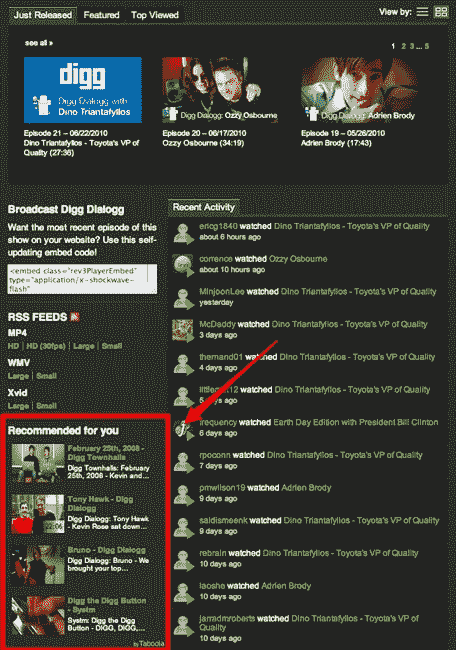 Just Released Featured Top Viewed
View by:
see all »
1 2 3 ... 5
digg
Digg Dialogg with
Dino Triantafyllos
Digg Dialogg: Ozzy Osbourne
Digg Dialogg: Adrien Brody
Episode 21 – 06/22/2010
Dino Triantafyllos - Toyota's VP of
Quality (27:36)
Episode 20 – 06/17/2010
Ozzy Osbourne (34:19)
Episode 19 – 05/26/2010
Adrien Brody (17:43)
Broadcast Digg Dialogg
Want the most recent episode of this
show on your website? Use this self-
updating embed code!
<embed class="rev3PlayerEmbed"
type="application/x-shockwave-
flash"
RSS FEEDS
MP4
HD | HD (30fps) | Large | Small
WMV
Large | Small
Xvid
Large | Small
Recommended for you
February 25th, 2008 -
Digg Townhalls
Digg Townhalls: February
25th, 2008 - Kevin and...
Tony Hawk - Digg
Dialogg
Digg Dialogg: Tony Hawk
- Kevin Rose sat down...
Bruno - Digg Dialogg
Digg Dialogg: Bruno - We
brought your top...
Digg the Digg Button -
Systm
Systm: Digg the Digg
Button - DIGG, DIGG,...
by Taboola
Recent Activity
ericg1840 watched Dino Triantafyllos - Toyota's VP of Quality
about 6 hours ago
corrence watched Ozzy Osbourne
about 10 hours ago
MinjoonLee watched Dino Triantafyllos - Toyota's VP of Quality
yesterday
McDaddy watched Dino Triantafyllos - Toyota's VP of Quality
3 days ago
themand01 watched Dino Triantafyllos - Toyota's VP of Quality
4 days ago
watched Dino Triantafyllos - Toyota's VP of Quality
5 days ago
frequency watched Earth Day Edition with President Bill Clinton
6 days ago
rpoconn watched Dino Triantafyllos - Toyota's VP of Quality
7 days ago
pmwilson19 watched Adrien Brody
9 days ago
saidismeenk watched Dino Triantafyllos - Toyota's VP of Quality
9 days ago
rebrain watched Dino Triantafyllos - Toyota's VP of Quality
10 days ago
laoshe watched Adrien Brody
10 days ago
jarradmroberts watched Dino Triantafyllos - Toyota's VP of Quality
10 days ago